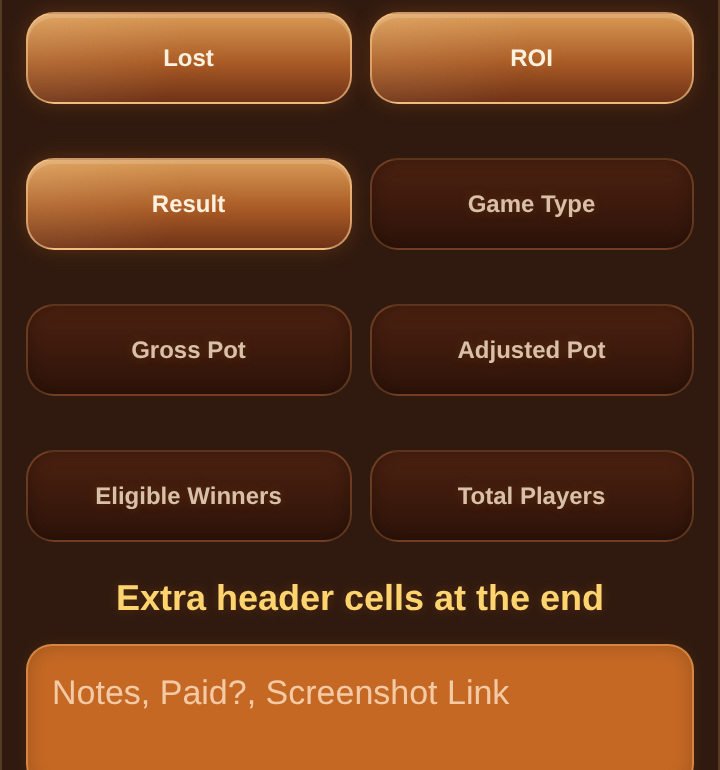 Lost
ROI
Result
Game Type
Gross Pot
Adjusted Pot
Eligible Winners
Total Players
Extra header cells at the end
Notes, Paid?, Screenshot Link